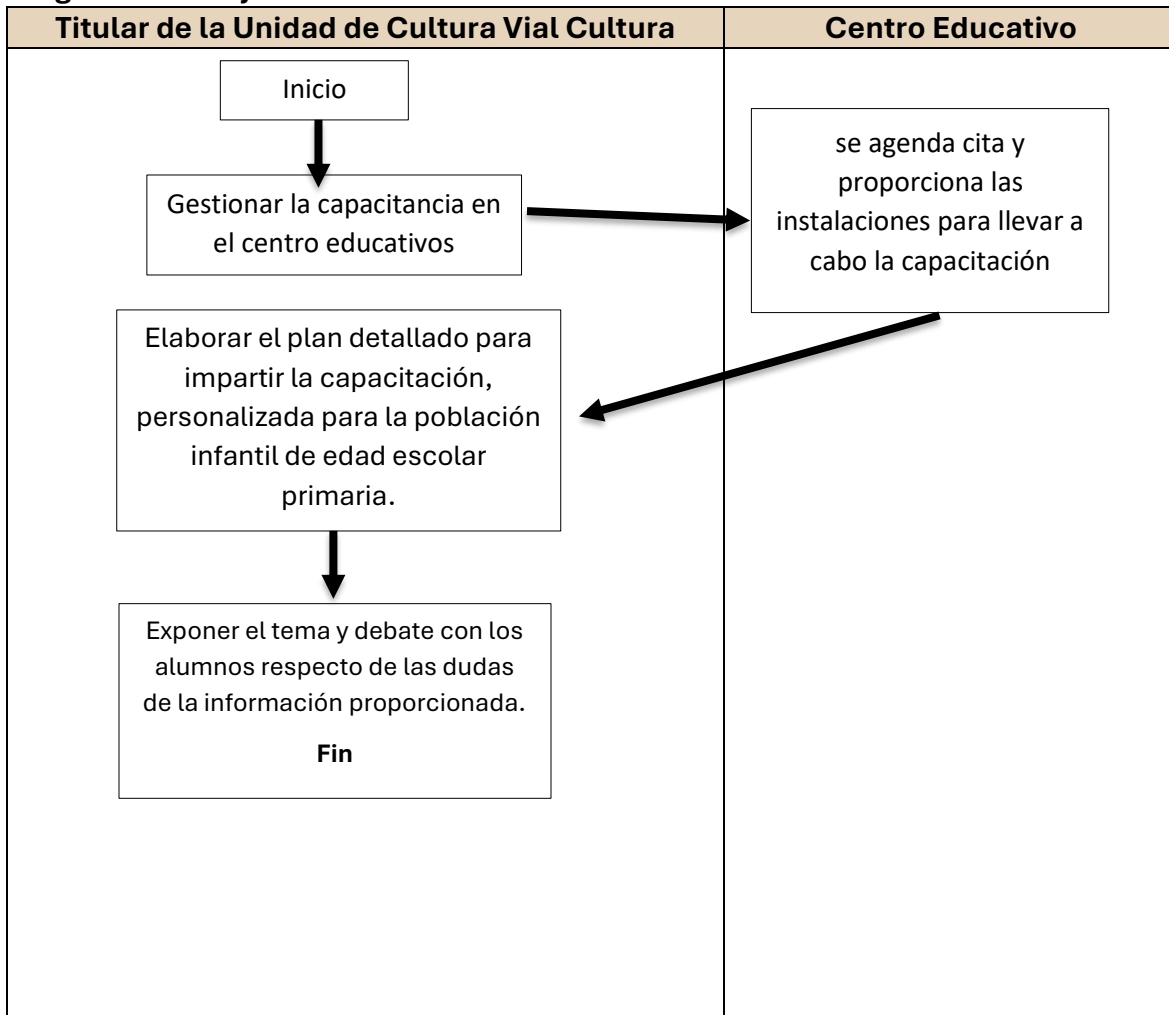 Titular de la Unidad de Cultura Vial Cultura
Centro Educativo
Inicio
Gestionar la capacitancia en
el centro educativos
se agenda cita y
proporciona las
instalaciones para llevar a
cabo la capacitación
Elaborar el plan detallado para
impartir la capacitación,
personalizada para la población
infantil de edad escolar
primaria.
Exponer el tema y debate con los
alumnos respecto de las dudas
de la información proporcionada.
Fin